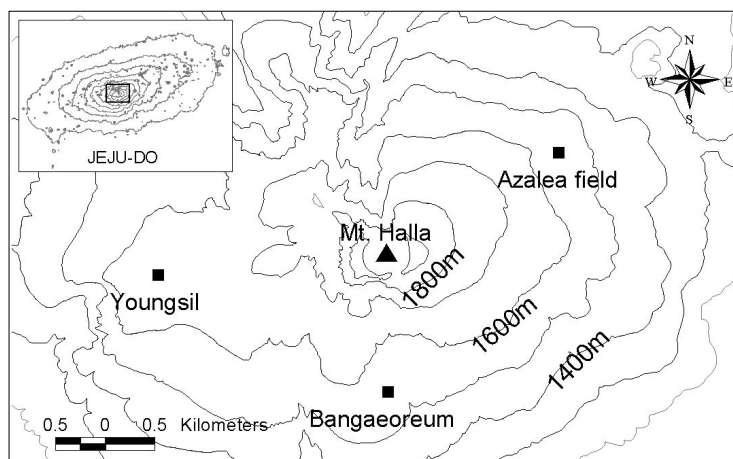 JEJU-DO
N
W E
S
Azalea field
Mt. Halla
1800m
Youngsil
1600m
1400m
Bangaeoreum
0.5 0 0.5 Kilometers